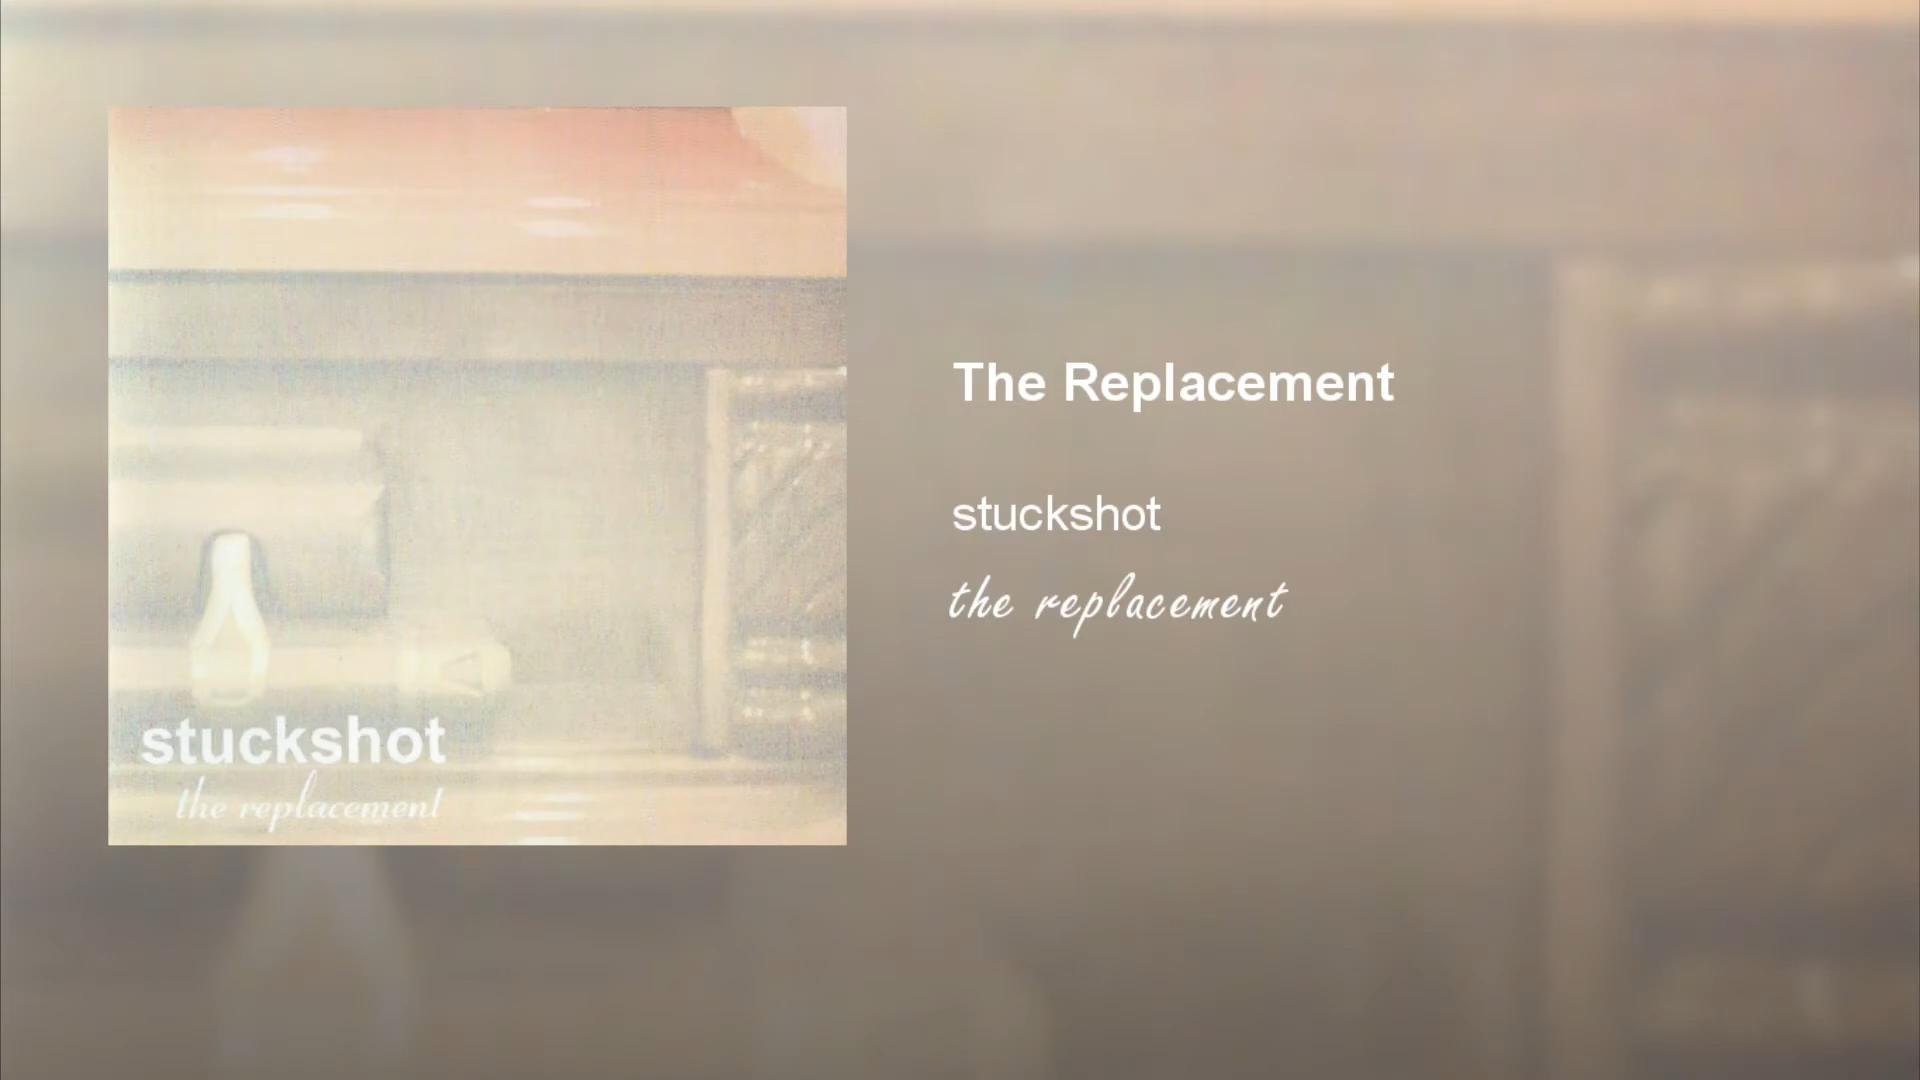 stuckshot
the replacement
The Replacement
stuckshot
the replacement